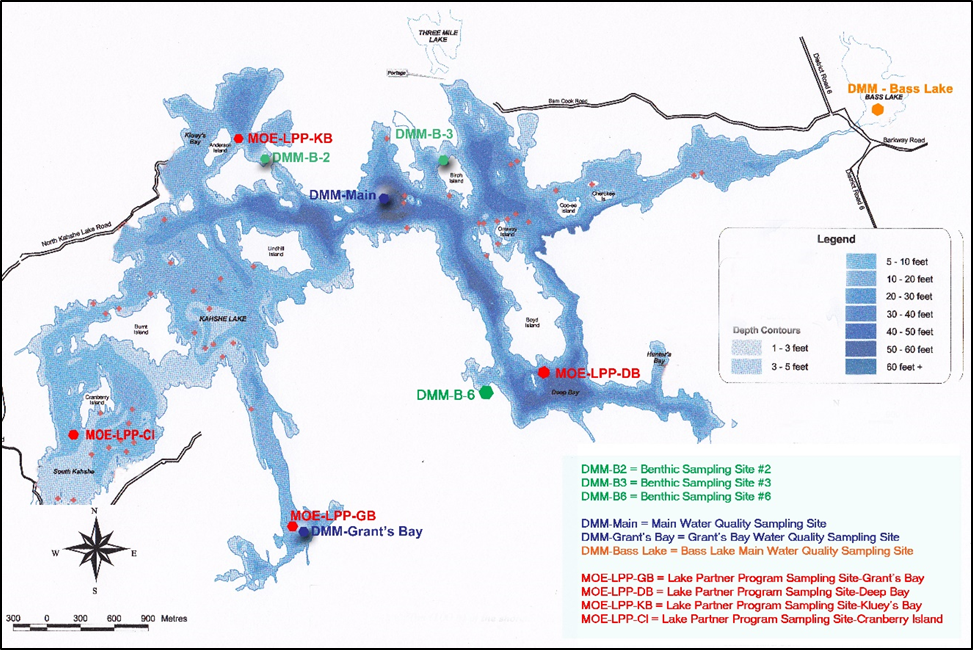 THREE MILE
LAKE
Portage
District Road 6
DMM - Bass Lake
BASS LAKE
Bam Cook Road
Barkway Road
District Road 6
Kluey's
Bay
Anderson
Island
MOE-LPP-KB
DMM-B-2
DMM-B-3
Birch
Island
DMM-Main
Cherokee
Is
Coo-ee
Island
Oneway
Island
North Kahshe Lake Road
Lindhill
Island
KAHSHE LAKE
Burnt
Island
Boyd
Island
Hunter's
Bay
MOE-LPP-DB
Deep Bay
DMM-B-6
Cranberry
Island
MOE-LPP-CI
South Kahshe
MOE-LPP-GB
DMM-Grant's Bay
N
W
E
S
300 0 300 600 900 Metres
Legend
5 - 10 feet
10 - 20 feet
20 - 30 feet
30 - 40 feet
40 - 50 feet
50 - 60 feet
60 feet +
Depth Contours
1 - 3 feet
3 - 5 feet
DMM-B2 = Benthic Sampling Site #2
DMM-B3 = Benthic Sampling Site #3
DMM-B6 = Benthic Sampling Site #6
DMM-Main = Main Water Quality Sampling Site
DMM-Grant's Bay = Grant's Bay Water Quality Sampling Site
DMM-Bass Lake = Bass Lake Main Water Quality Sampling Site
MOE-LPP-GB = Lake Partner Program Sampling Site-Grant's Bay
MOE-LPP-DB = Lake Partner Program Sampling Site-Deep Bay
MOE-LPP-KB = Lake Partner Program Sampling Site-Kluey's Bay
MOE-LPP-CI = Lake Partner Program Sampling Site-Cranberry Island